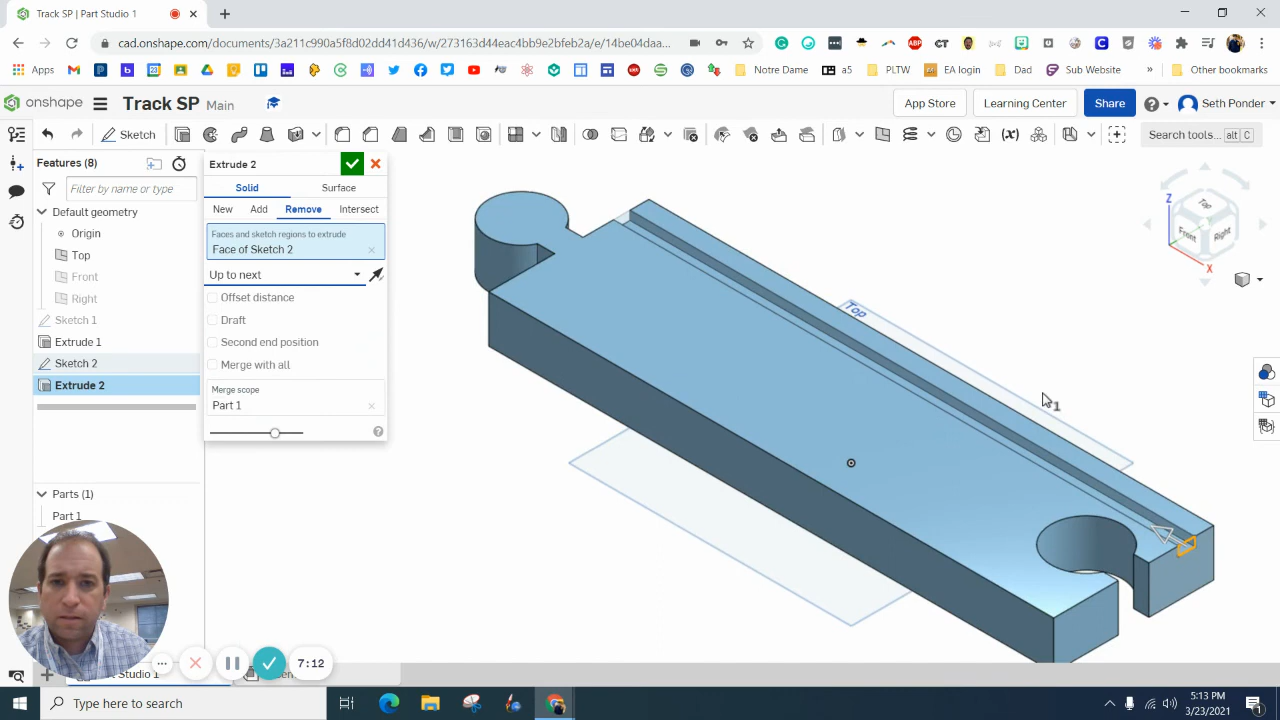 Track SP | Part Studio 1
cad.onshape.com/documents/3a211c990a5f8d02dd41d436/w/273163d44eac4bb9e2bfeb2a/e/14be04daa...
Apps
Notre Dame
a5
PLTW
EA login
Dad
Sub Website
Other bookmarks
onshape
Track SP Main
App Store
Learning Center
Share
Seth Ponder
Sketch
Search tools...
alt C
Features (8)
Filter by name or type
Default geometry
Origin
Top
Front
Right
Sketch 1
Extrude 1
Sketch 2
Extrude 2
Parts (1)
Part 1
Extrude 2
Solid Surface
New Add Remove Intersect
Faces and sketch regions to extrude
Face of Sketch 2
Up to next
Offset distance
Draft
Second end position
Merge with all
Merge scope
Part 1
Top
1
Z
Top
Front
Right
X
7:12
Type here to search
5:13 PM
3/23/2021